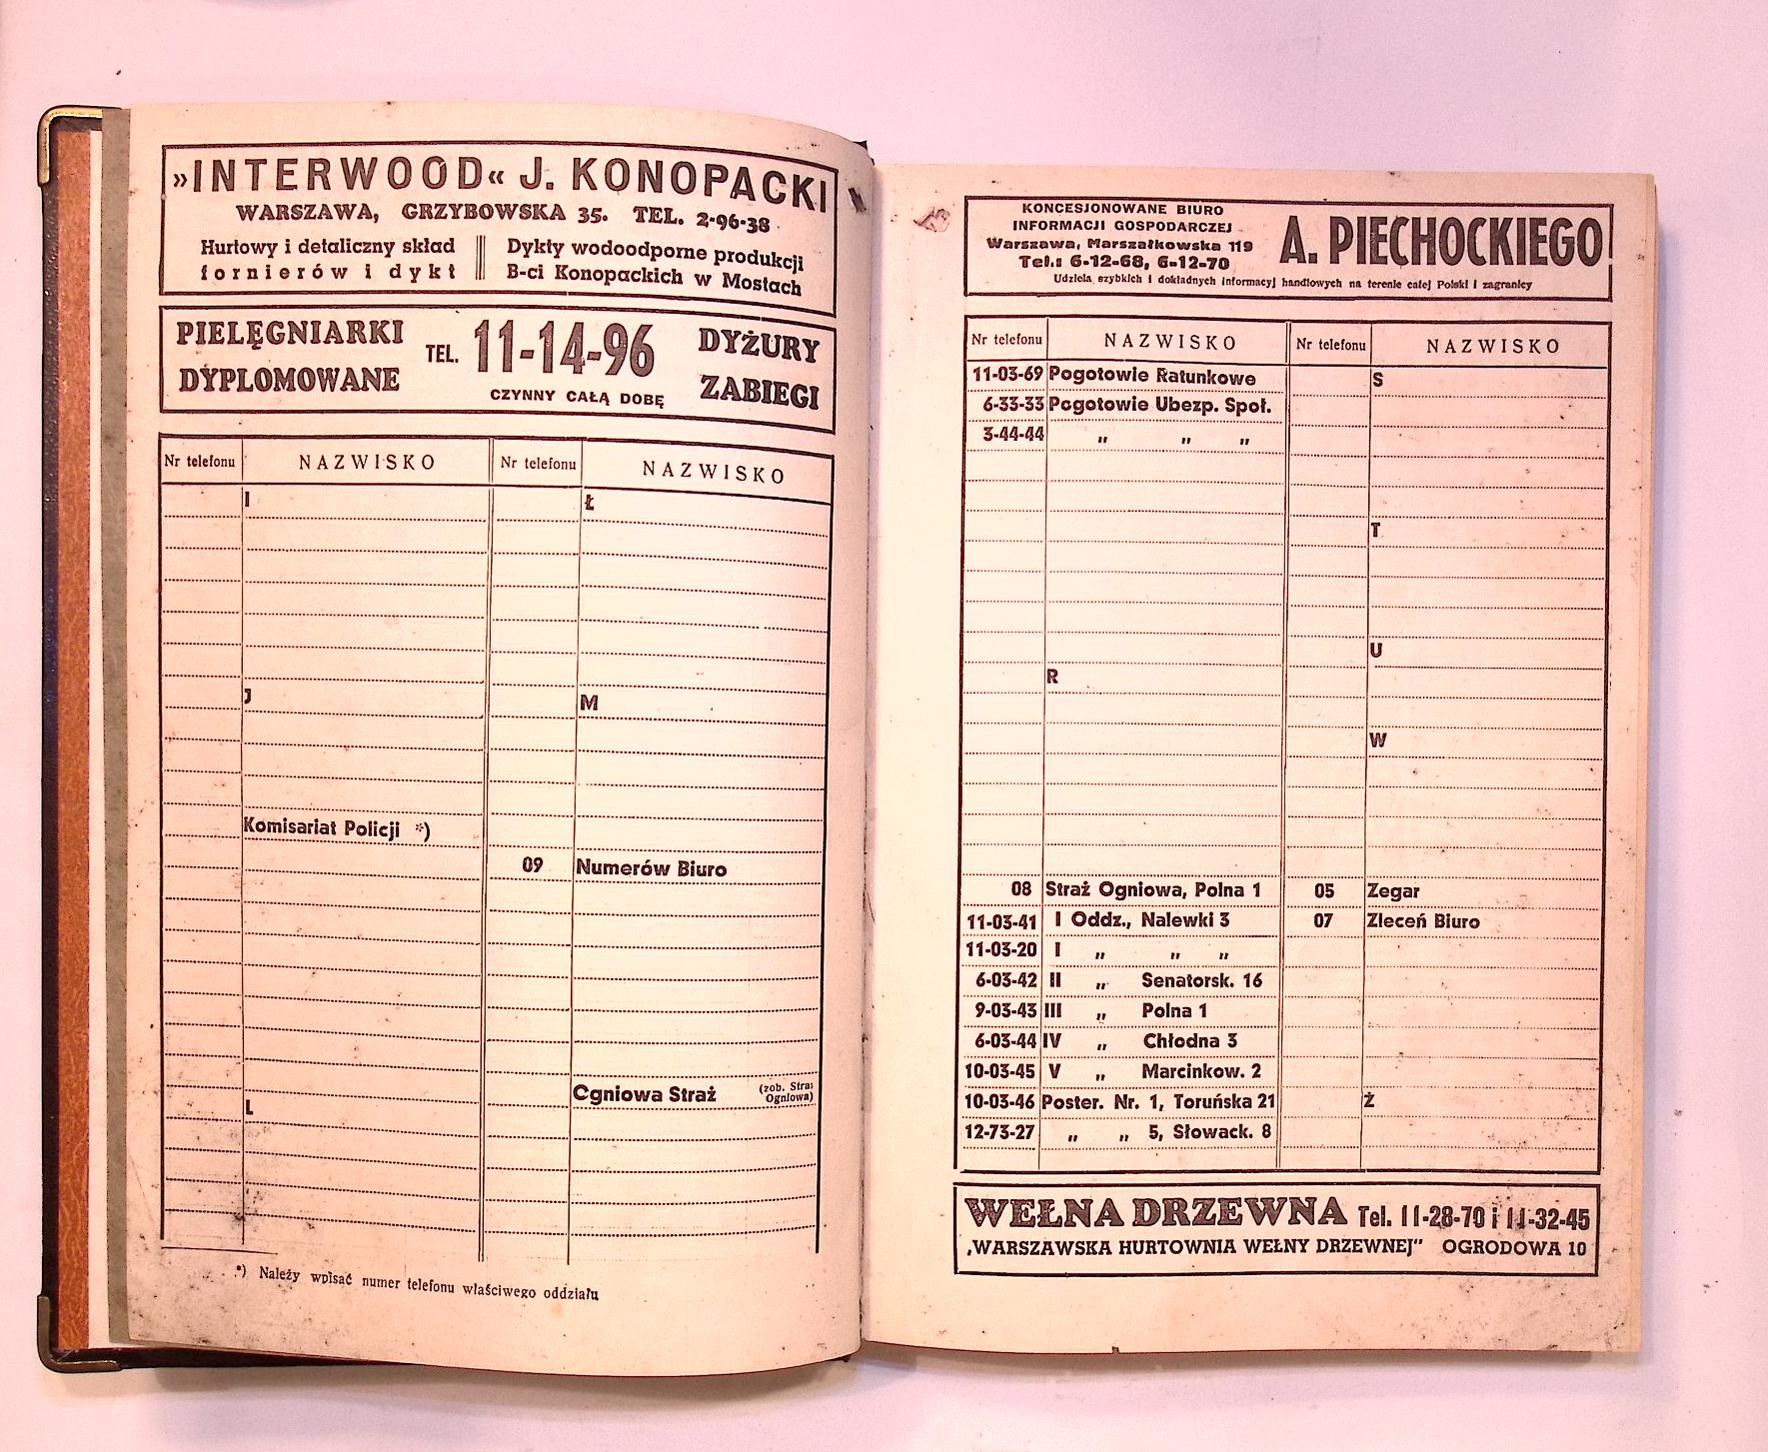 »INTERWOOD« J. KONOPACKI
WARSZAWA, GRZYBOWSKA 35. TEL. 2-96-38
Hurtowy i detaliczny skład
fornierów i dykt
Dykty wodoodporne produkcji
B-ci Konopackich w Mostach
PIELĘGNIARKI
DYPLOMOWANE
TEL. 11-14-96
CZYNNY CAŁĄ DOBĘ
DYŻURY
ZABIEGI
Nr telefonu NAZWISKO Nr telefonu NAZWISKO
I Ł
J M
Komisariat Policji *)
09 Numerów Biuro
Cgniowa Straż (zob. Straż
Ogniowa)
L
*) Należy wpisać numer telefonu właściwego oddziału
KONCESJONOWANE BIURO
INFORMACJI GOSPODARCZEJ
Warszawa, Marszałkowska 119
Tel.: 6-12-68, 6-12-70
A. PIECHOCKIEGO
Udziela szybkich i dokładnych informacyj handlowych na terenie całej Polski i zagranicy
Nr telefonu NAZWISKO Nr telefonu NAZWISKO
11-03-69 Pogotowie Ratunkowe S
6-33-33 Pogotowie Ubezp. Społ.
3-44-44 „ „ „
T
U
R
W
08 Straż Ogniowa, Polna 1 05 Zegar
11-03-41 I Oddz., Nalewki 3 07 Zleceń Biuro
11-03-20 I „ „ „
6-03-42 II „ Senatorsk. 16
9-03-43 III „ Polna 1
6-03-44 IV „ Chłodna 3
10-03-45 V „ Marcinkow. 2
10-03-46 Poster. Nr. 1, Toruńska 21 Ż
12-73-27 „ „ 5, Słowack. 8
WEŁNA DRZEWNA Tel. 11-28-70 i 11-32-45
„WARSZAWSKA HURTOWNIA WEŁNY DRZEWNEJ" OGRODOWA 10